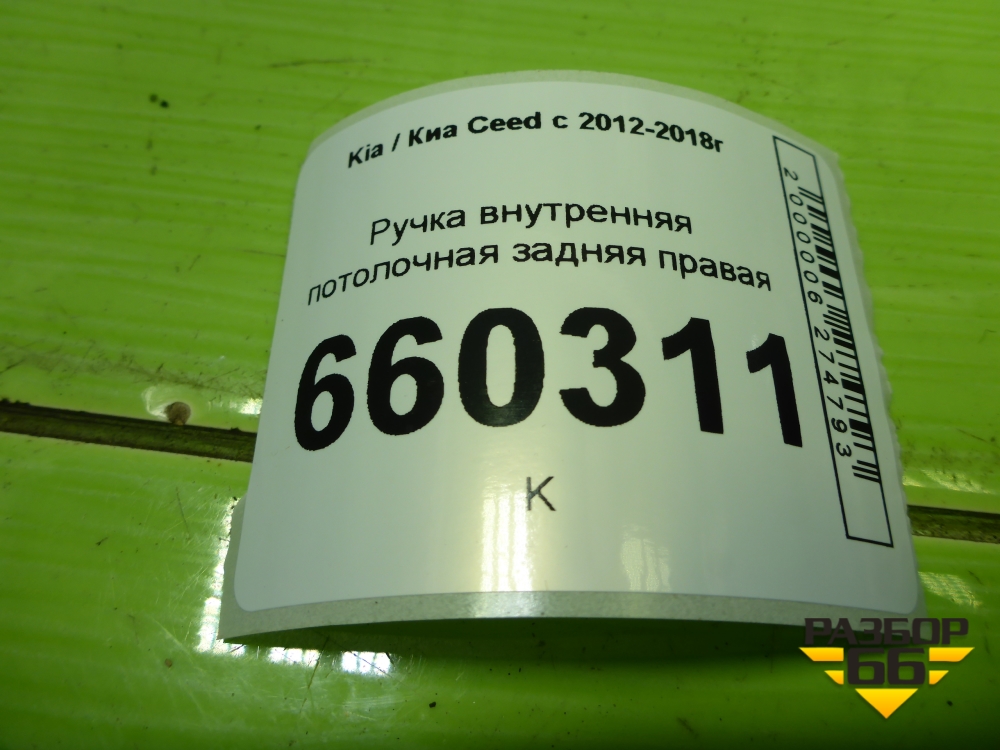 Kia / Киа Ceed с 2012-2018г
Ручка внутренняя
потолочная задняя правая
660311
К
2000006274793
РАЗБОР
66